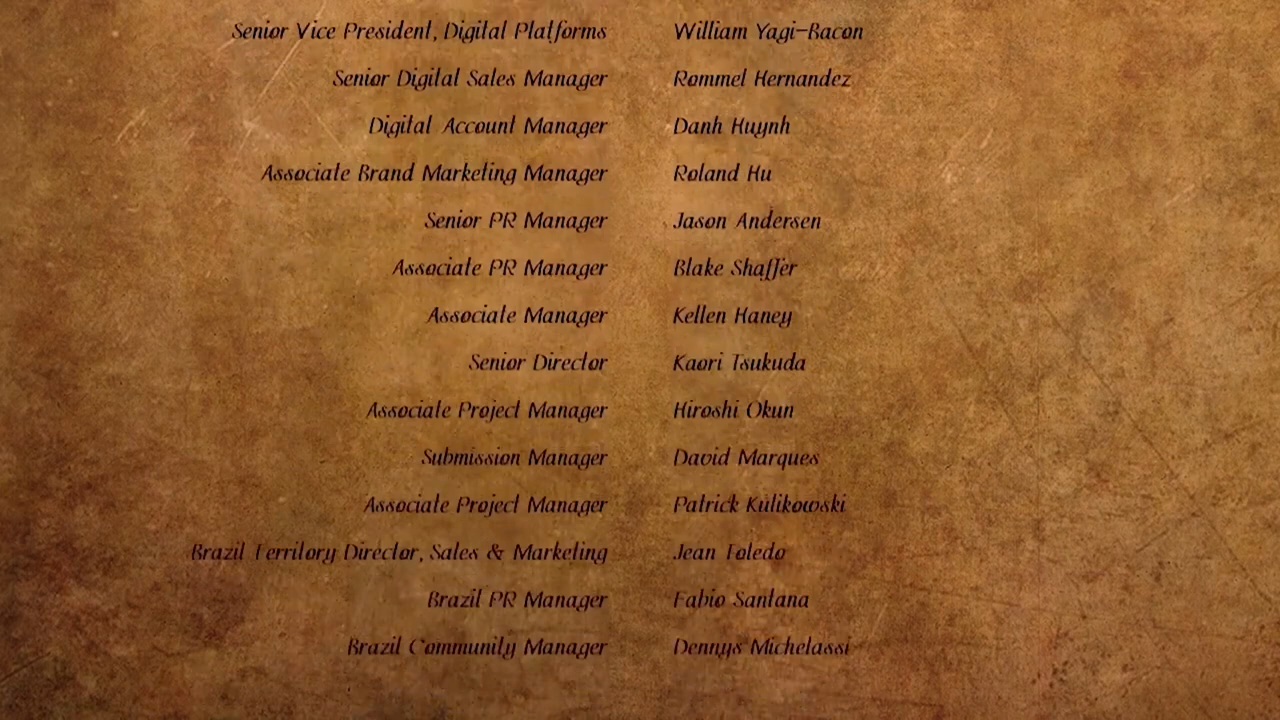 Senior Vice President, Digital Platforms William Yagi-Bacon
Senior Digital Sales Manager Rommel Hernandez
Digital Account Manager Danh Huynh
Associate Brand Marketing Manager Roland Hu
Senior PR Manager Jason Andersen
Associate PR Manager Blake Shaffer
Associate Manager Kellen Haney
Senior Director Kaori Tsukuda
Associate Project Manager Hiroshi Okun
Submission Manager David Marques
Associate Project Manager Patrick Kulikowski
Brazil Territory Director, Sales & Marketing Jean Toledo
Brazil PR Manager Fabio Santana
Brazil Community Manager Dennys Michelassi